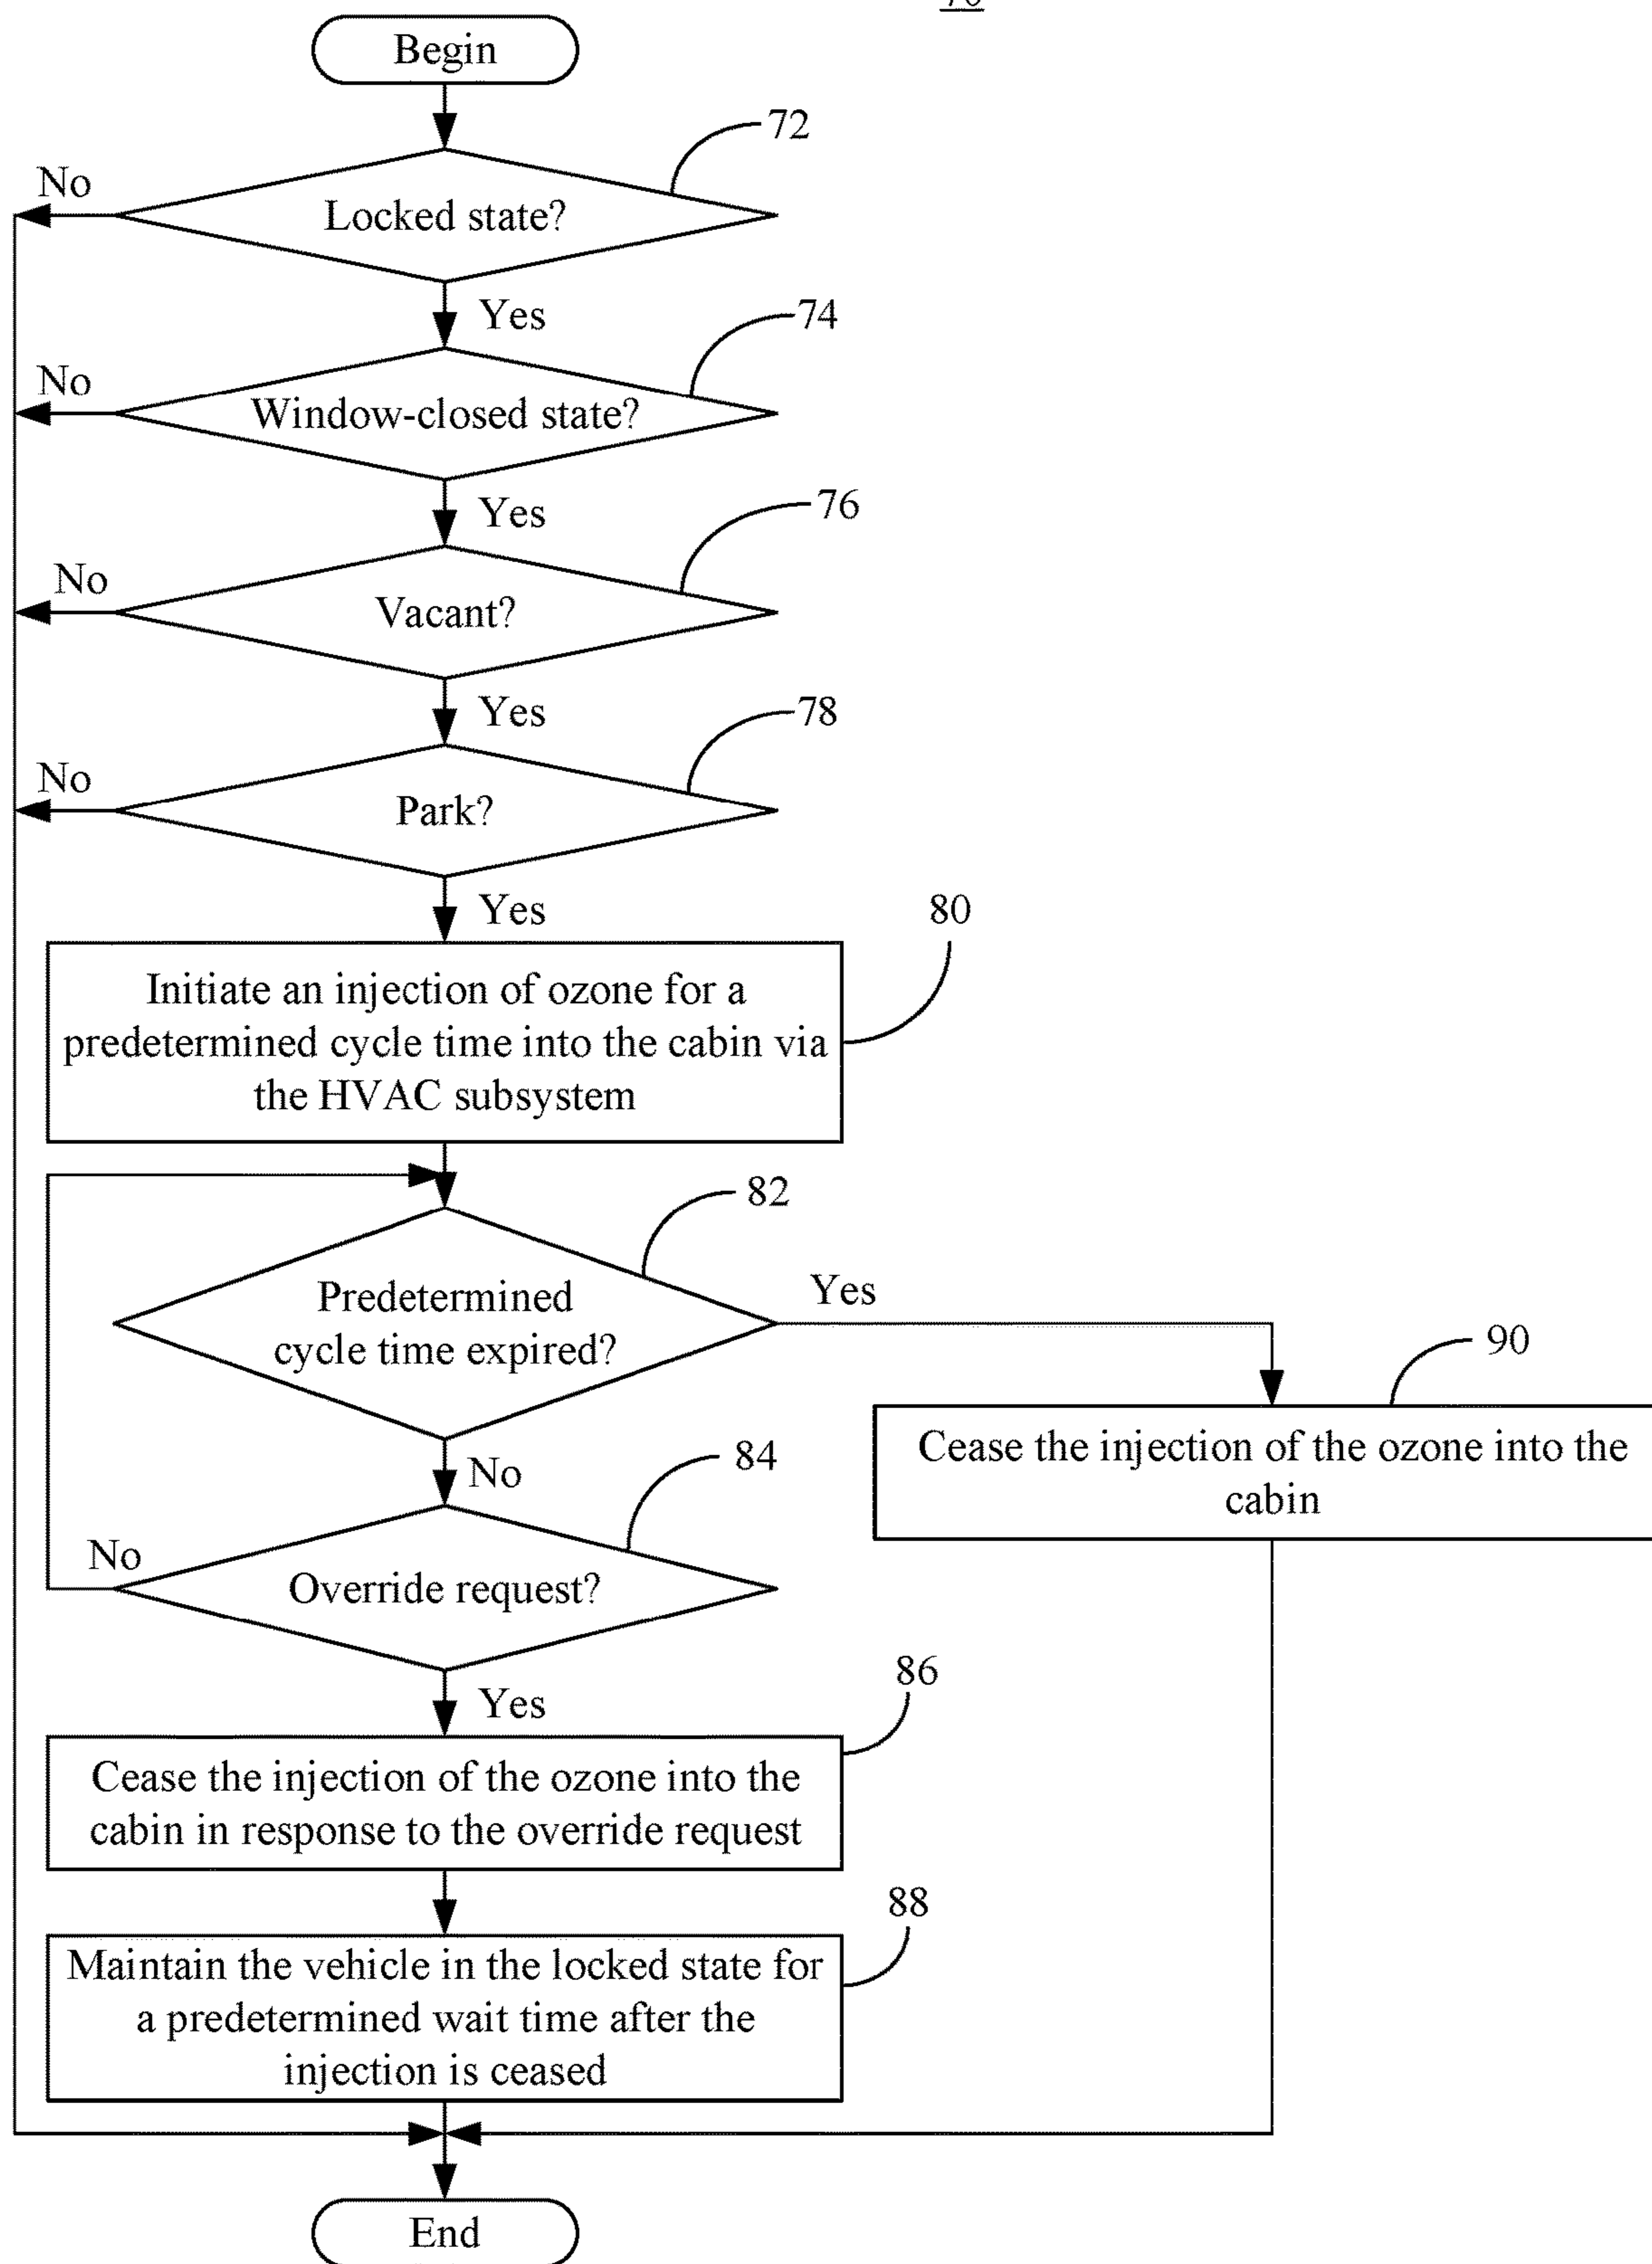 Begin
72
No
Locked state?
Yes
74
No
Window-closed state?
Yes
76
No
Vacant?
Yes
78
No
Park?
Yes
80
Initiate an injection of ozone for a
predetermined cycle time into the cabin via
the HVAC subsystem
82
Predetermined
cycle time expired?
Yes
90
Cease the injection of the ozone into the
cabin
No
84
No
Override request?
Yes
86
Cease the injection of the ozone into the
cabin in response to the override request
88
Maintain the vehicle in the locked state for
a predetermined wait time after the
injection is ceased
End